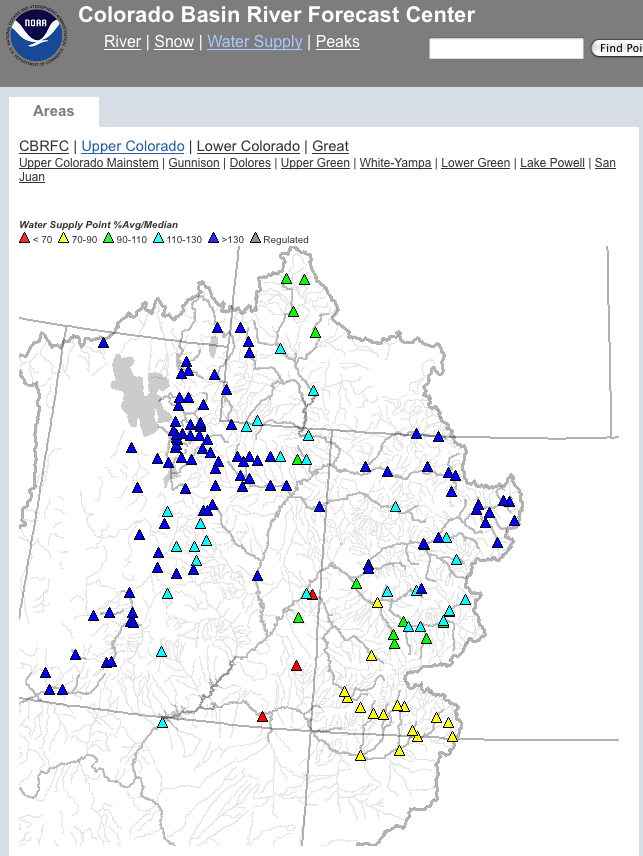 NOAA
Colorado Basin River Forecast Center
River | Snow | Water Supply | Peaks
Find Poi
Areas
CBRFC | Upper Colorado | Lower Colorado | Great
Upper Colorado Mainstem | Gunnison | Dolores | Upper Green | White-Yampa | Lower Green | Lake Powell | San
Juan
Water Supply Point %Avg/Median
< 70 70-90 90-110 110-130 >130 Regulated